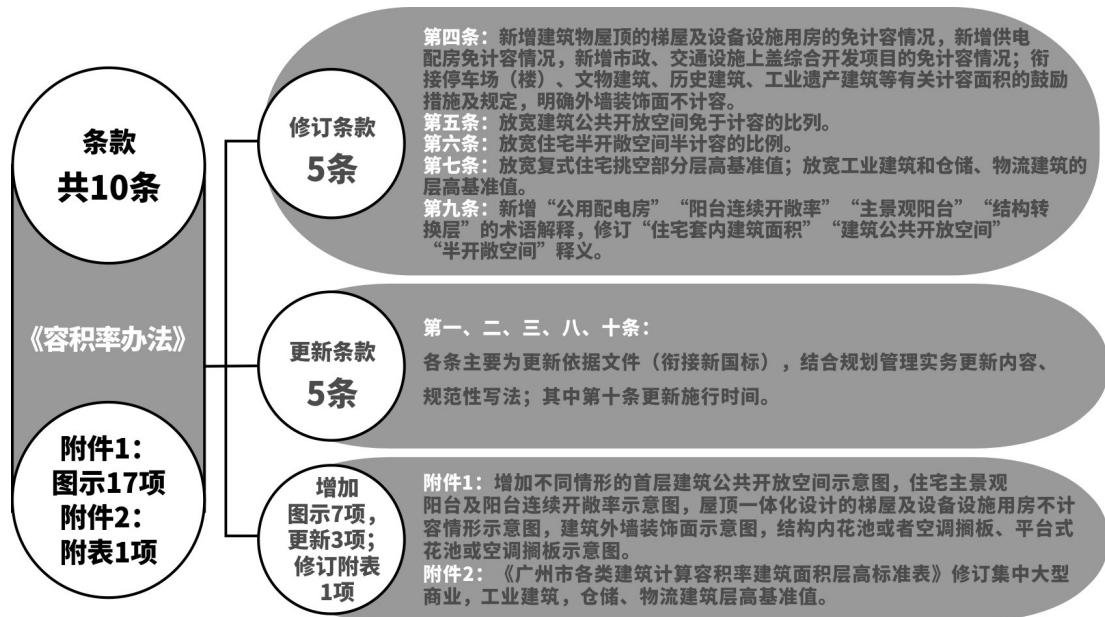 条款
共10条
《容积率办法》
附件1：
图示17项
附件2：
附表1项
修订条款
5条
第四条：新增建筑物屋顶的梯屋及设备设施用房的免计容情况，新增供电
配房免计容情况，新增市政、交通设施上盖综合开发项目的免计容情况；衔
接停车场（楼）、文物建筑、历史建筑、工业遗产建筑等有关计容面积的鼓励
措施及规定，明确外墙装饰面不计容。
第五条：放宽建筑公共开放空间免于计容的比列。
第六条：放宽住宅半开敞空间半计容的比例。
第七条：放宽复式住宅挑空部分层高基准值；放宽工业建筑和仓储、物流建筑的
层高基准值。
第九条：新增“公用配电房”“阳台连续开敞率”“主景观阳台”“结构转
换层”的术语解释，修订“住宅套内建筑面积”“建筑公共开放空间”
“半开敞空间”释义。
更新条款
5条
第一、二、三、八、十条：
各条主要为更新依据文件（衔接新国标），结合规划管理实务更新内容、
规范性写法；其中第十条更新施行时间。
增加
图示7项，
更新3项；
修订附表
1项
附件1：增加不同情形的首层建筑公共开放空间示意图，住宅主景观
阳台及阳台连续开敞率示意图，屋顶一体化设计的梯屋及设备设施用房不计
容情形示意图，建筑外墙装饰面示意图，结构内花池或者空调搁板、平台式
花池或空调搁板示意图。
附件2：《广州市各类建筑计算容积率建筑面积层高标准表》修订集中大型
商业，工业建筑，仓储、物流建筑层高基准值。